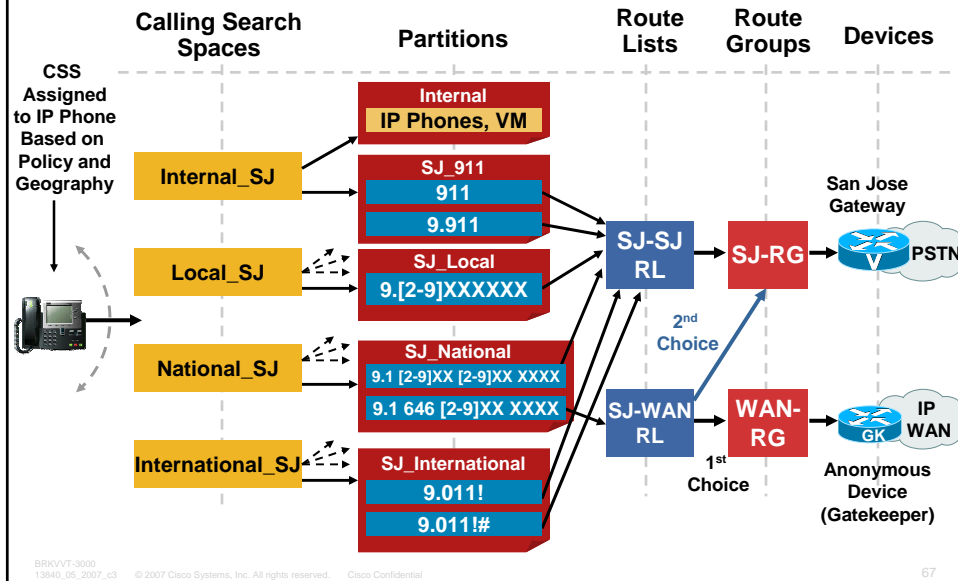 Calling Search
Spaces
Partitions
Route
Lists
Route
Groups
Devices
CSS
Assigned
to IP Phone
Based on
Policy and
Geography
Internal_SJ
Local_SJ
National_SJ
International_SJ
Internal
IP Phones, VM
SJ_911
911
9.911
SJ_Local
9.[2-9]XXXXXX
SJ_National
9.1 [2-9]XX [2-9]XX XXXX
9.1 646 [2-9]XX XXXX
SJ_International
9.011!
9.011!#
SJ-SJ
RL
SJ-WAN
RL
2nd
Choice
1st
Choice
SJ-RG
WAN-
RG
San Jose
Gateway
V
PSTN
GK
IP
WAN
Anonymous
Device
(Gatekeeper)
BRKVVT-3000
13840_05_2007_c3 © 2007 Cisco Systems, Inc. All rights reserved. Cisco Confidential
67